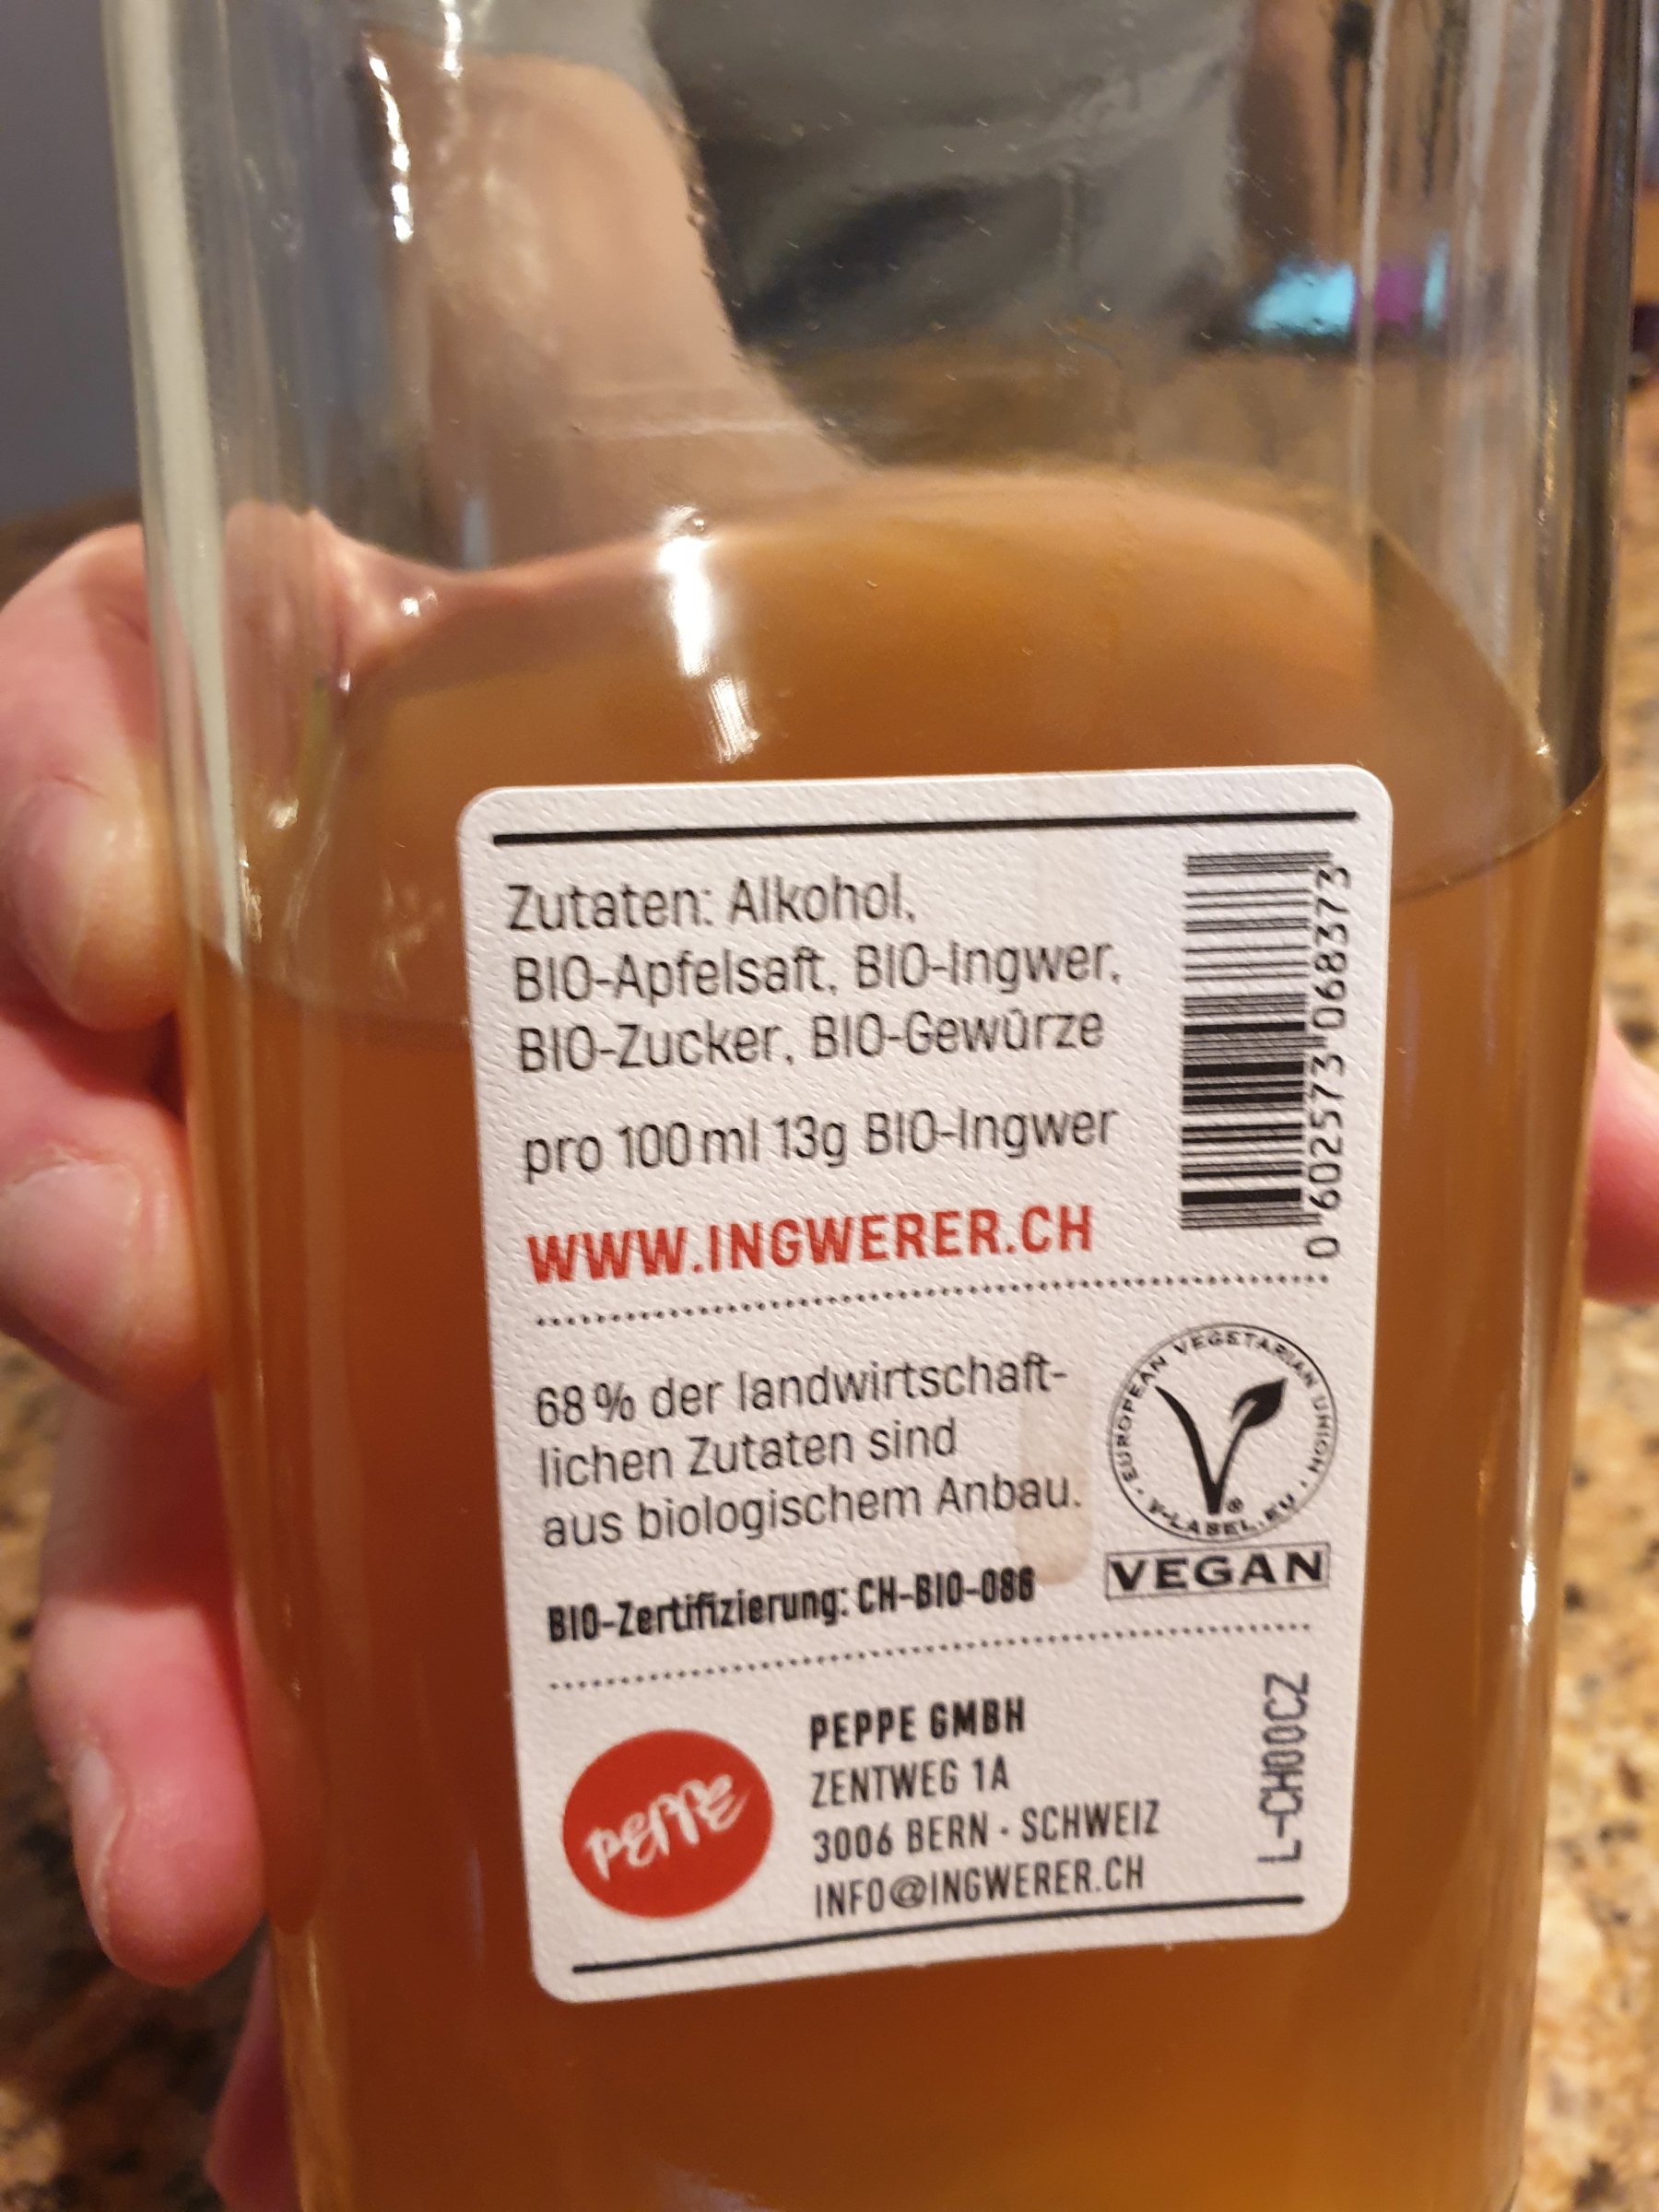 Zutaten: Alkohol,
BIO-Apfelsaft, BIO-Ingwer,
BIO-Zucker, BIO-Gewürze
pro 100 ml 13g BIO-Ingwer
WWW.INGWERER.CH
0 602573 068373
68 % der landwirtschaft-
lichen Zutaten sind
aus biologischem Anbau.
BIO-Zertifizierung: CH-BIO-086
· EUROPEAN VEGETARIAN UNION ·
V-LABEL.EU
®
VEGAN
PEPPE
PEPPE GMBH
ZENTWEG 1A
3006 BERN · SCHWEIZ
INFO@INGWERER.CH
L-CH00CZ